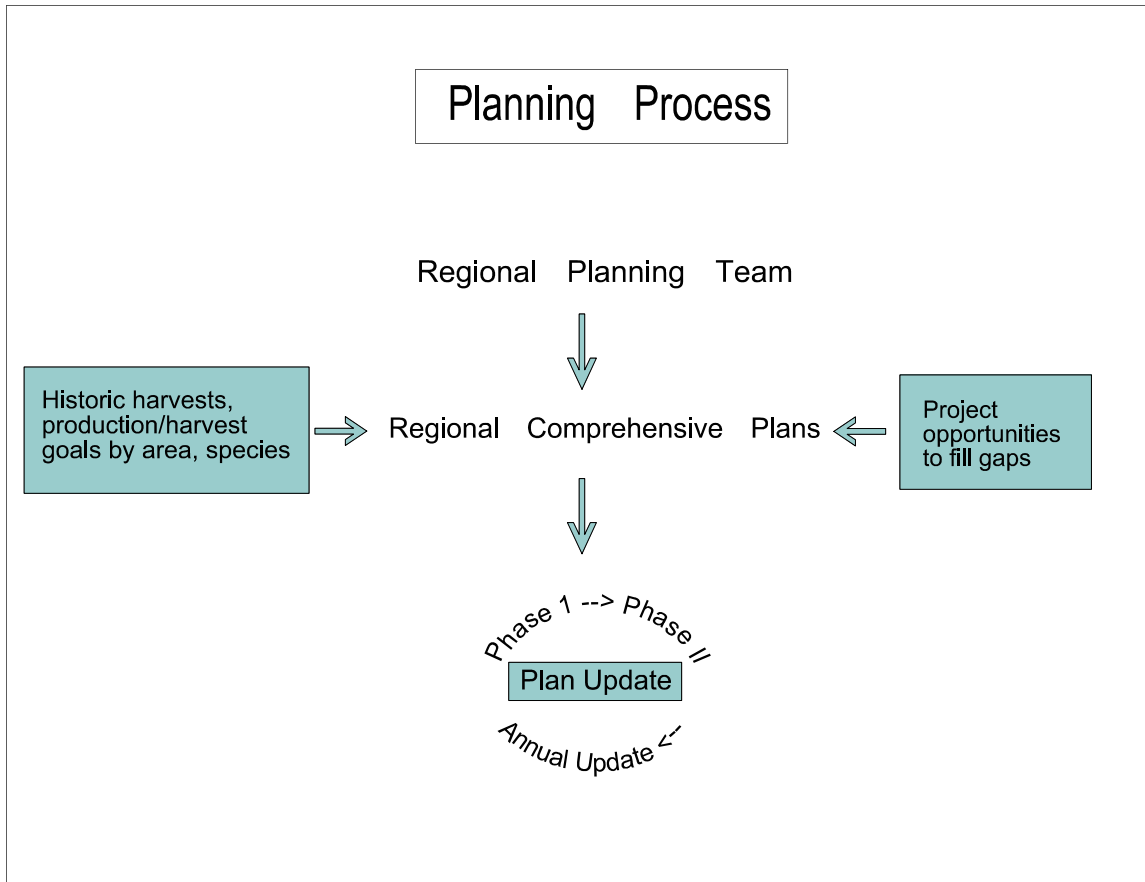 Planning Process
Regional Planning Team
Historic harvests,
production/harvest
goals by area, species
Regional Comprehensive Plans
Project
opportunities
to fill gaps
Phase 1 --> Phase II
Plan Update
Annual Update <--